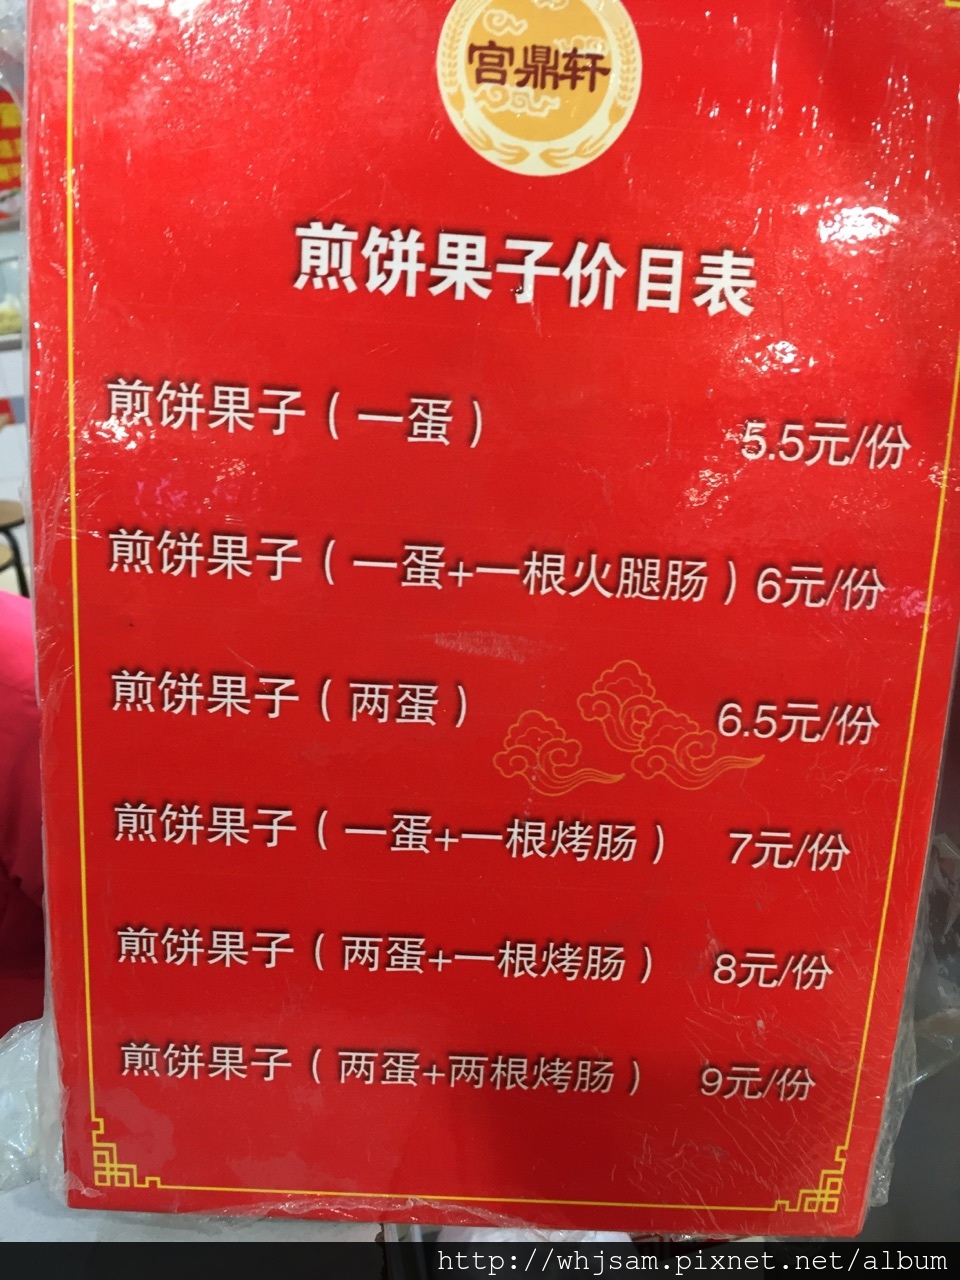 宫鼎轩
煎饼果子价目表
煎饼果子（一蛋） 5.5元/份
煎饼果子（一蛋+一根火腿肠）6元/份
煎饼果子（两蛋） 6.5元/份
煎饼果子（一蛋+一根烤肠） 7元/份
煎饼果子（两蛋+一根烤肠） 8元/份
煎饼果子（两蛋+两根烤肠） 9元/份
http://whjsam.pixnet.net/album